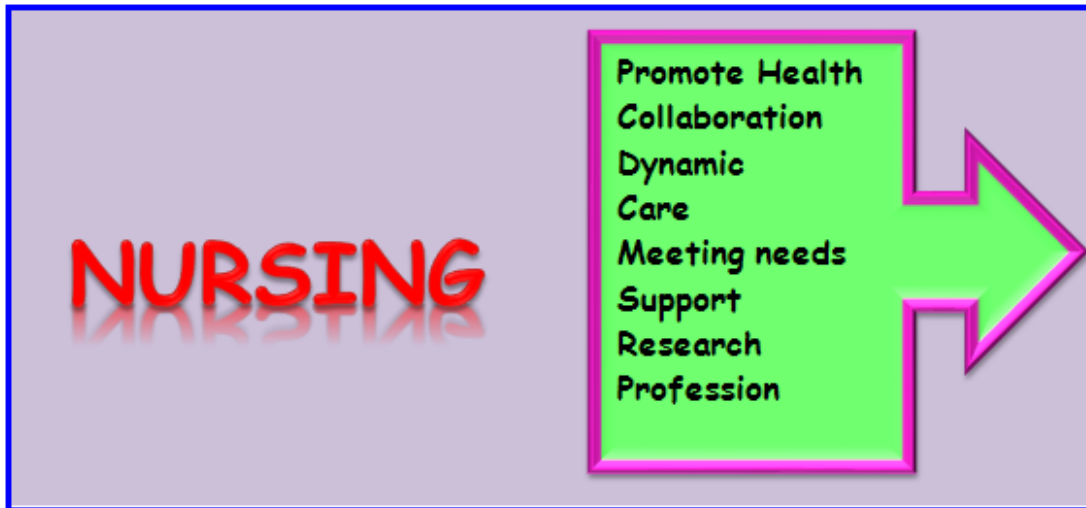 NURSING
Promote Health
Collaboration
Dynamic
Care
Meeting needs
Support
Research
Profession